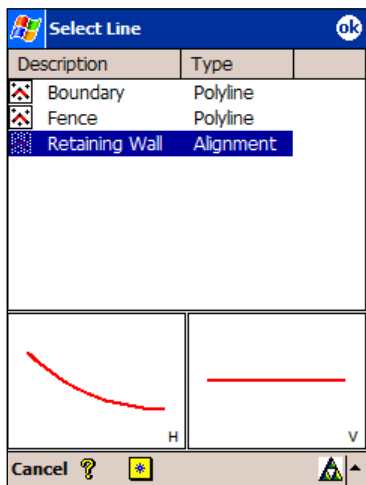 Select Line ok
Description Type
Boundary Polyline
Fence Polyline
Retaining Wall Alignment
H V
Cancel ?